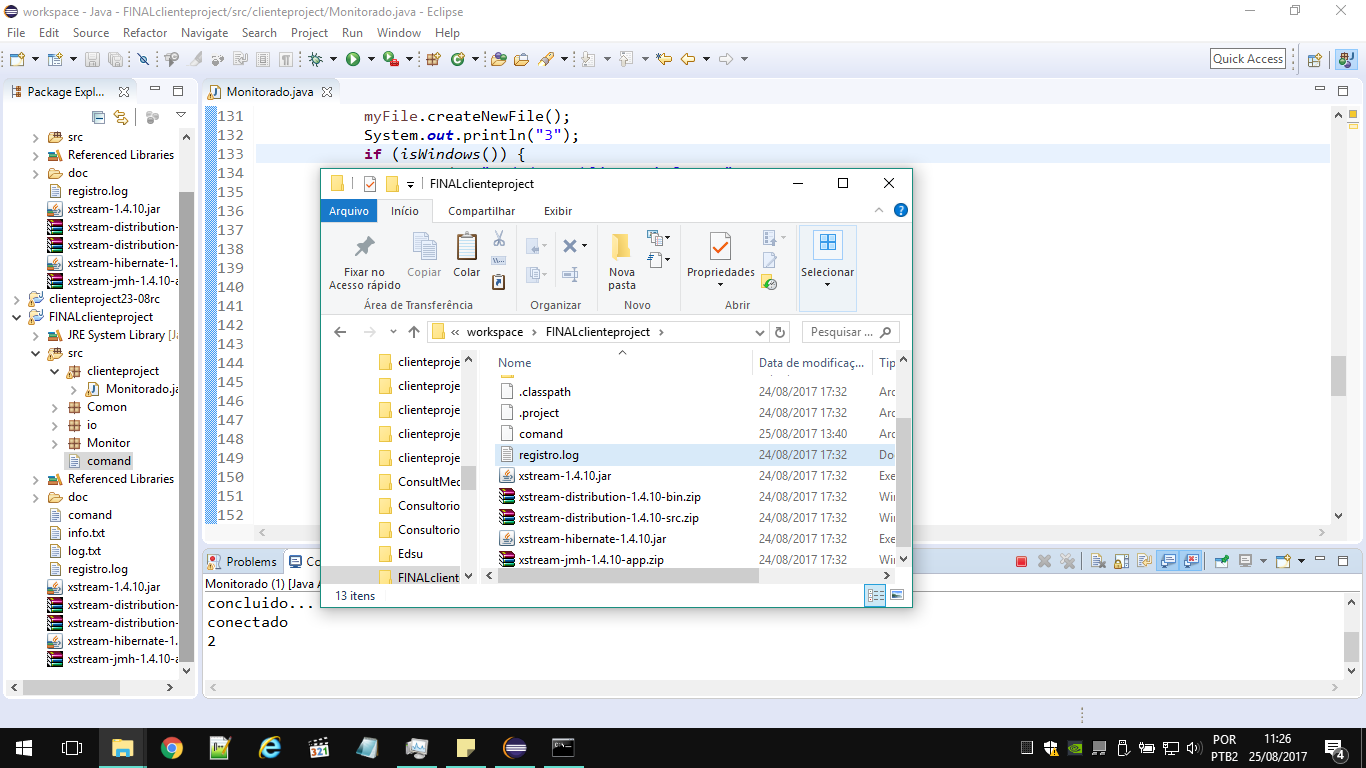 workspace - Java - FINALclienteproject/src/clienteproject/Monitorado.java - Eclipse
File Edit Source Refactor Navigate Search Project Run Window Help
Quick Access
Package Expl...
Monitorado.java
src
Referenced Libraries
doc
registro.log
xstream-1.4.10.jar
xstream-distribution-
xstream-distribution-
xstream-hibernate-1.
xstream-jmh-1.4.10-a
clienteproject23-08rc
FINALclienteproject
JRE System Library [J
src
clienteproject
Monitorado.ja
Comon
io
Monitor
comand
Referenced Libraries
doc
comand
info.txt
log.txt
registro.log
xstream-1.4.10.jar
xstream-distribution-
xstream-distribution-
xstream-hibernate-1.
xstream-jmh-1.4.10-a
131 myFile.createNewFile();
132 System.out.println("3");
133 if (isWindows()) {
134
135
136
137
138
139
140
141
142
143
144
145
146
147
148
149
150
151
152
FINALclienteproject
Arquivo Início Compartilhar Exibir
Fixar no Acesso rápido
Copiar
Colar
Nova pasta
Propriedades
Selecionar
Área de Transferência
Organizar
Novo
Abrir
« workspace › FINALclienteproject ›
Pesquisar ...
clienteproje
clienteproje
clienteproje
clienteproje
clienteproje
ConsultMed
Consultorio
Consultorio
Edsu
FINALclient
Nome Data de modificaç... Tip
.classpath 24/08/2017 17:32 Arc
.project 24/08/2017 17:32 Arc
comand 25/08/2017 13:40 Arc
registro.log 24/08/2017 17:32 Do
xstream-1.4.10.jar 24/08/2017 17:32 Exe
xstream-distribution-1.4.10-bin.zip 24/08/2017 17:32 Wi
xstream-distribution-1.4.10-src.zip 24/08/2017 17:32 Wi
xstream-hibernate-1.4.10.jar 24/08/2017 17:32 Exe
xstream-jmh-1.4.10-app.zip 24/08/2017 17:32 Wi
13 itens
Problems Co
Monitorado (1) [Java A
concluido...
conectado
2
321
POR
PTB2
11:26
25/08/2017
4